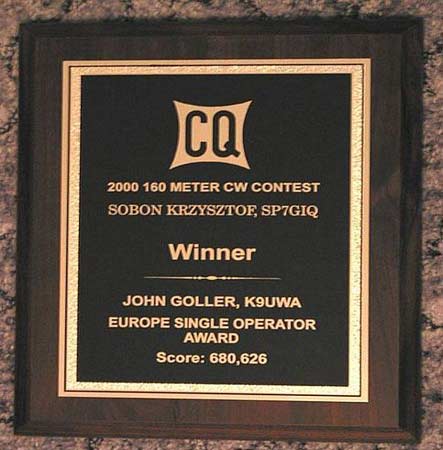 CQ
2000 160 METER CW CONTEST
SOBON KRZYSZTOF, SP7GIQ
Winner
JOHN GOLLER, K9UWA
EUROPE SINGLE OPERATOR
AWARD
Score: 680,626